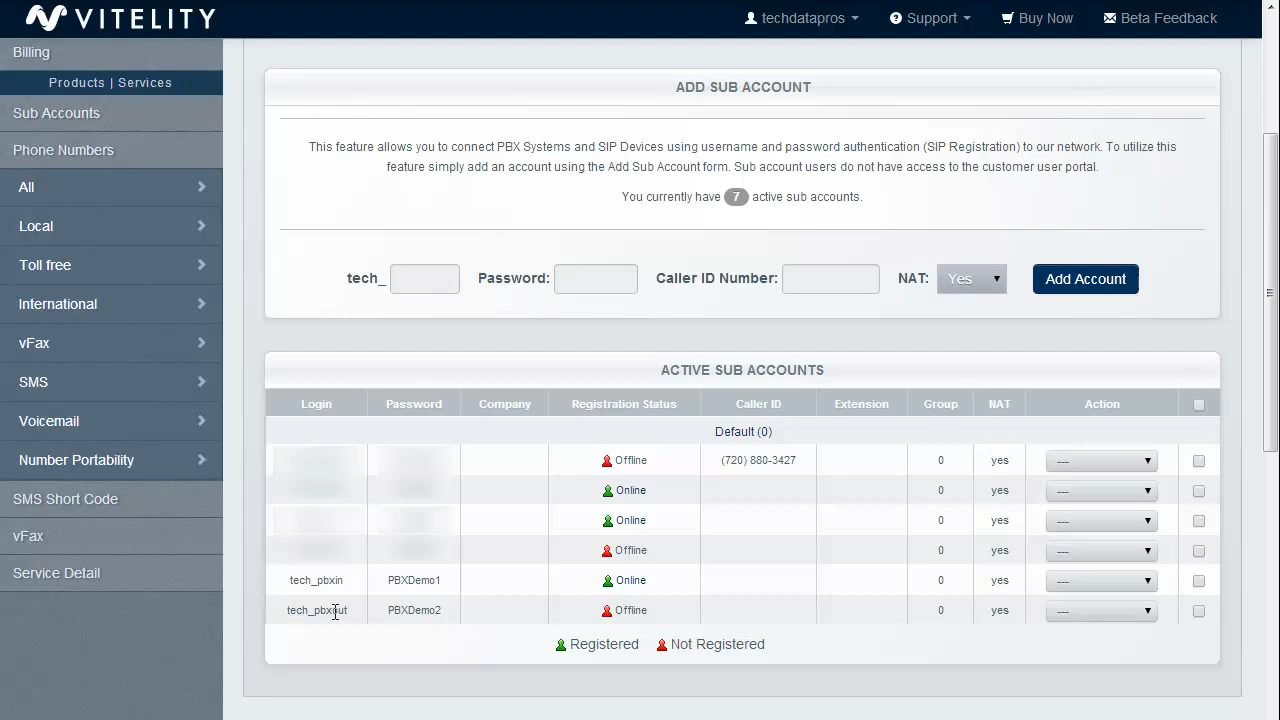 VITELITY
techdatapros Support Buy Now Beta Feedback
Billing
Products | Services
Sub Accounts
Phone Numbers
All
Local
Toll free
International
vFax
SMS
Voicemail
Number Portability
SMS Short Code
vFax
Service Detail
ADD SUB ACCOUNT
This feature allows you to connect PBX Systems and SIP Devices using username and password authentication (SIP Registration) to our network. To utilize this
feature simply add an account using the Add Sub Account form. Sub account users do not have access to the customer user portal.
You currently have 7 active sub accounts.
tech_ Password: Caller ID Number: NAT: Yes Add Account
ACTIVE SUB ACCOUNTS
Login Password Company Registration Status Caller ID Extension Group NAT Action
Default (0)
Offline (720) 880-3427 0 yes ---
Online 0 yes ---
Online 0 yes ---
Offline 0 yes ---
tech_pbxin PBXDemo1 Online 0 yes ---
tech_pbxout PBXDemo2 Offline 0 yes ---
Registered Not Registered